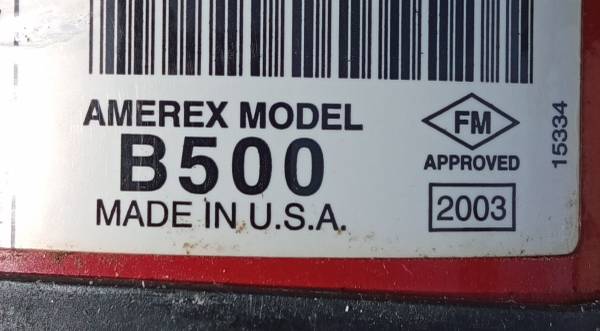 AMEREX MODEL
B500
MADE IN U.S.A.
FM
APPROVED
2003
15334